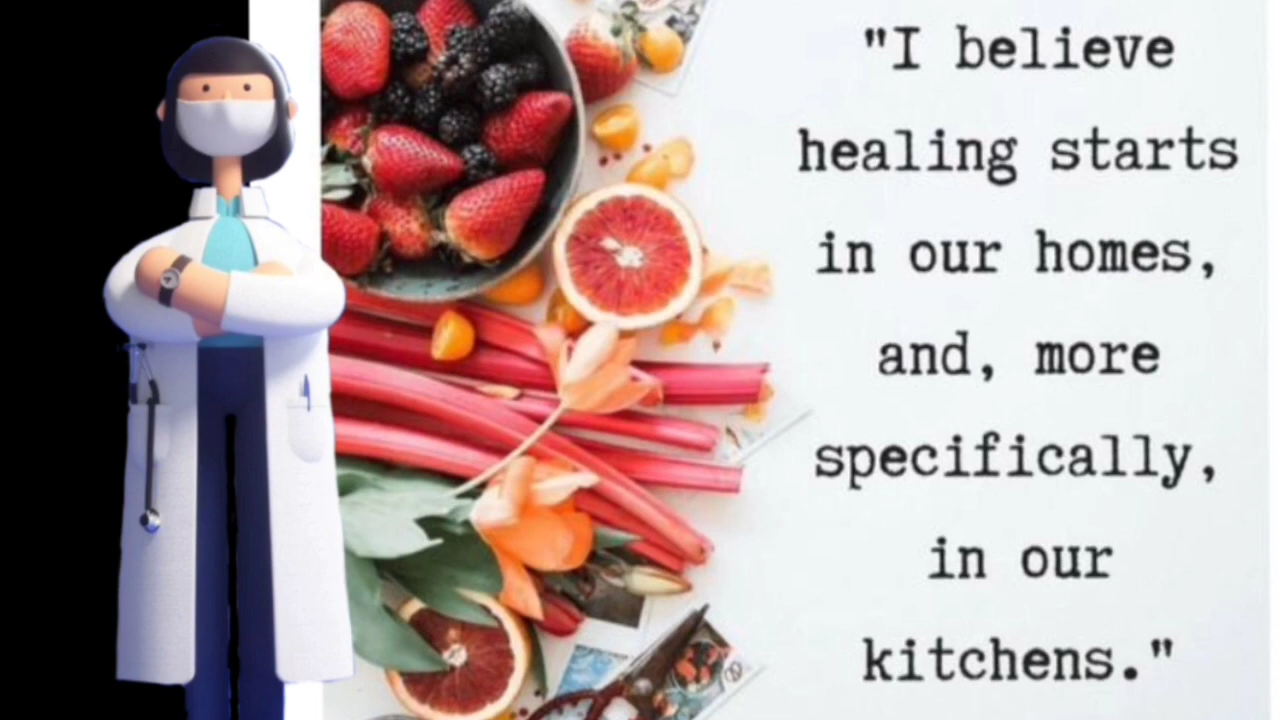 "I believe
healing starts
in our homes,
and, more
specifically,
in our
kitchens."